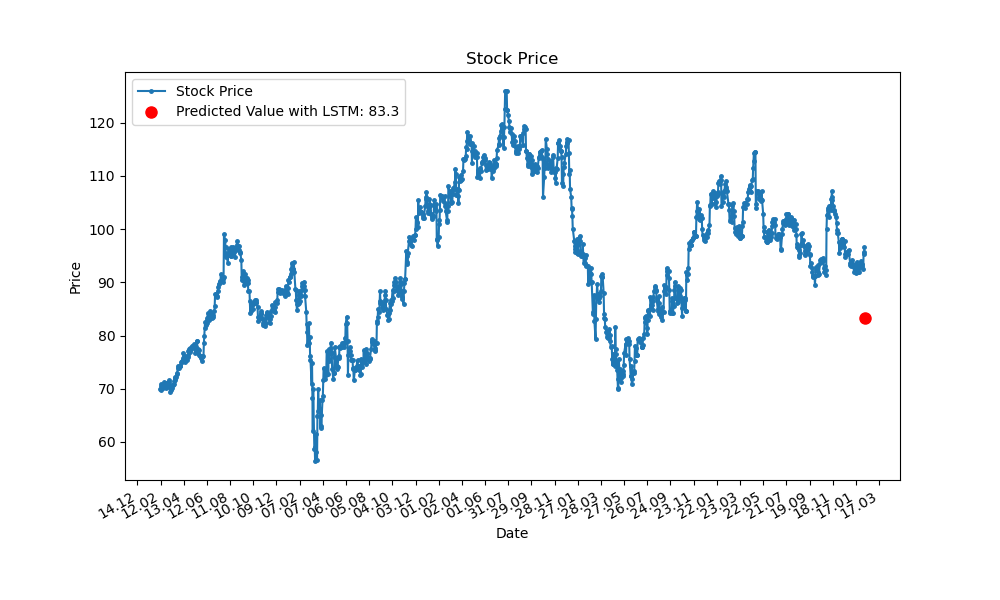 Stock Price
Stock Price
Predicted Value with LSTM: 83.3
Price
120
110
100
90
80
70
60
14.12 12.02 13.04 12.06 11.08 10.10 09.12 07.02 07.04 06.06 05.08 04.10 03.12 01.02 02.04 01.06 31.07 29.09 28.11 27.01 28.03 27.05 26.07 24.09 23.11 22.01 23.03 22.05 21.07 19.09 18.11 17.01 17.03
Date